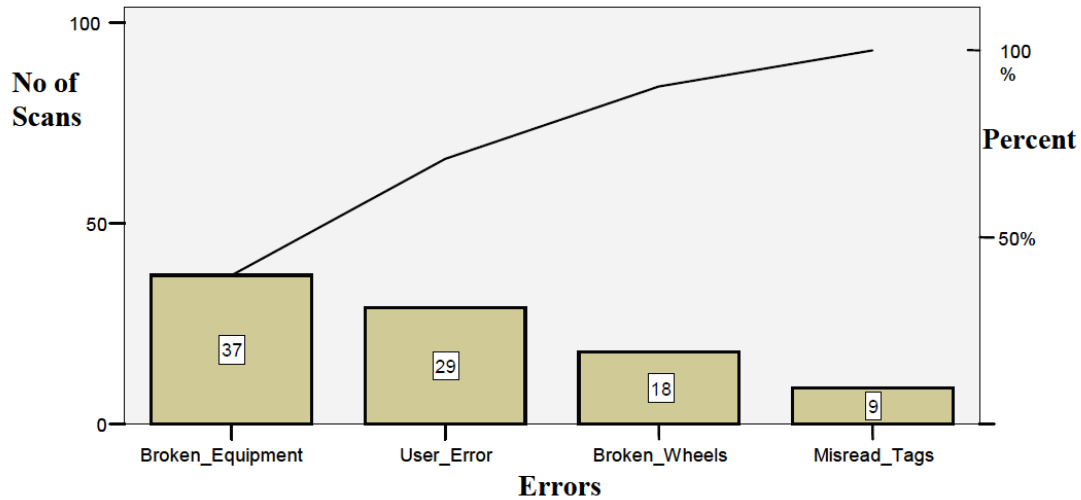 100
No of
Scans
50
0
100
%
Percent
50%
37
29
18
9
Broken_Equipment
User_Error
Broken_Wheels
Misread_Tags
Errors